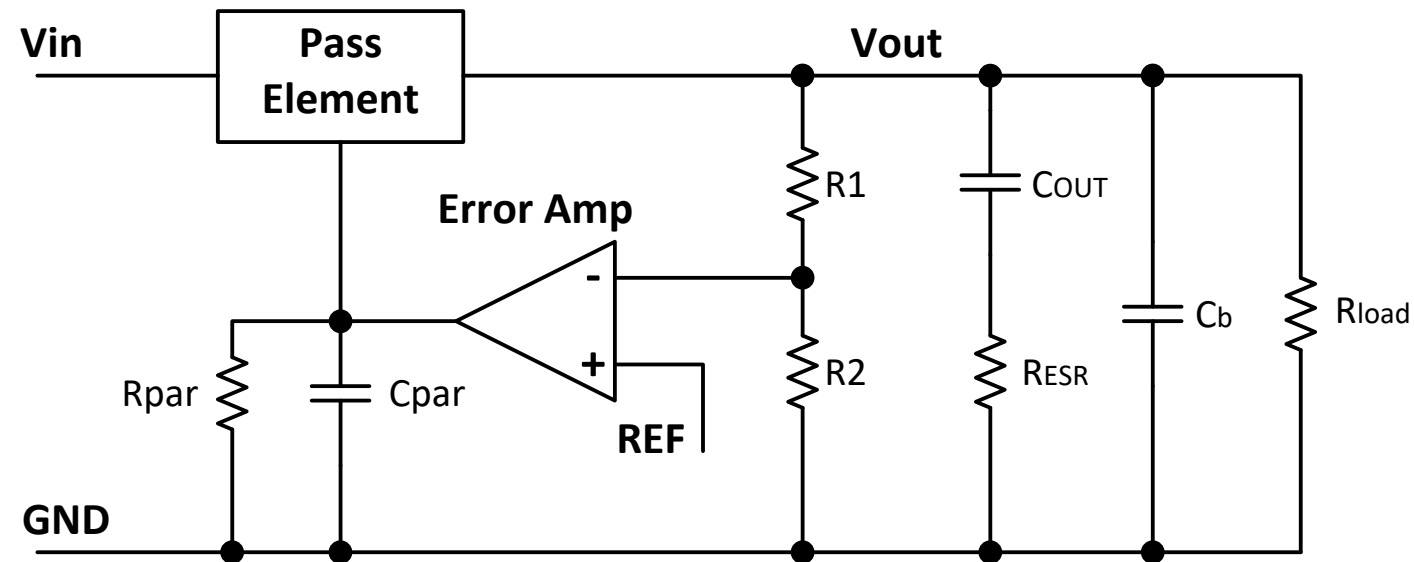 Vin
Pass
Element
Vout
R1
COUT
Error Amp
-
+
R2
RESR
Cb
Rload
Rpar
Cpar
REF
GND